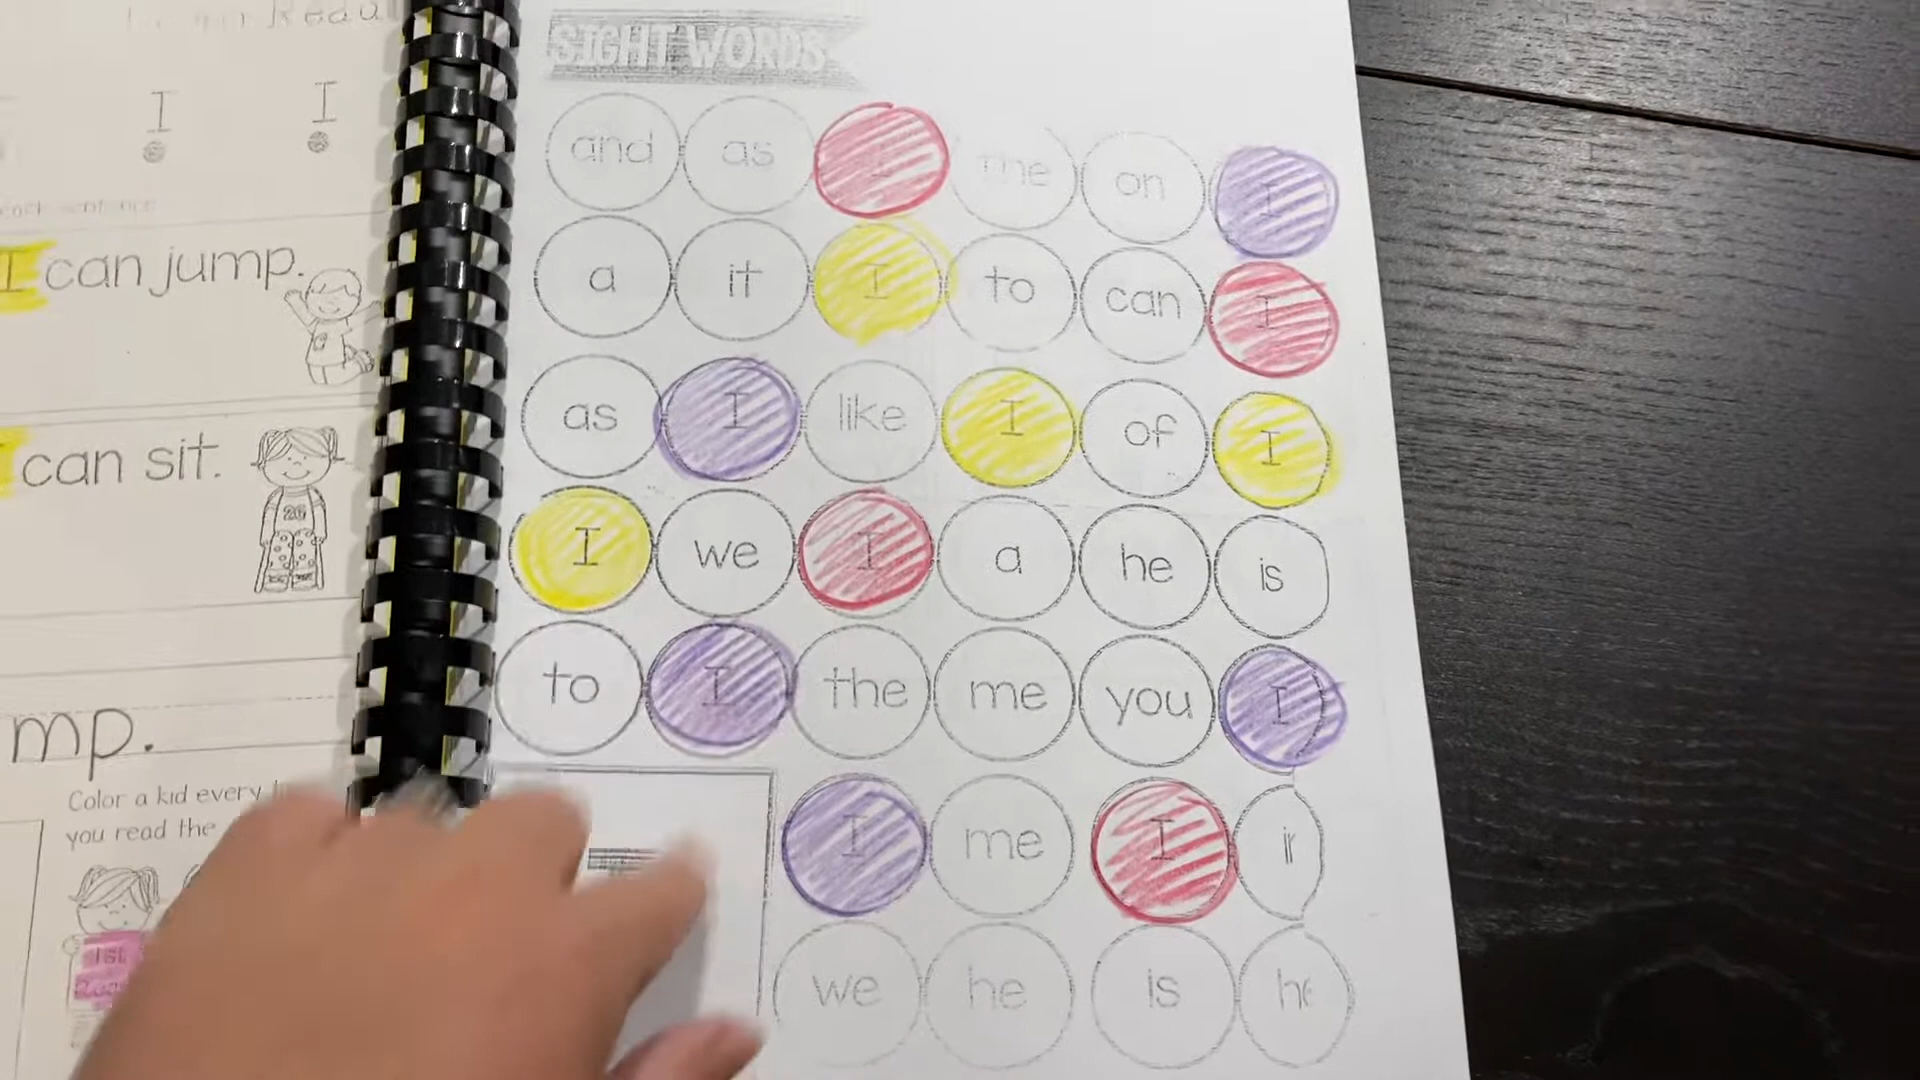 I I
I can jump.
can sit.
mp.
Color a kid every
you read the
1st
SIGHT WORDS
and as I the on I
a it I to can I
as I like I of I
I we I a he is
to I the me you I
I me I
we he is